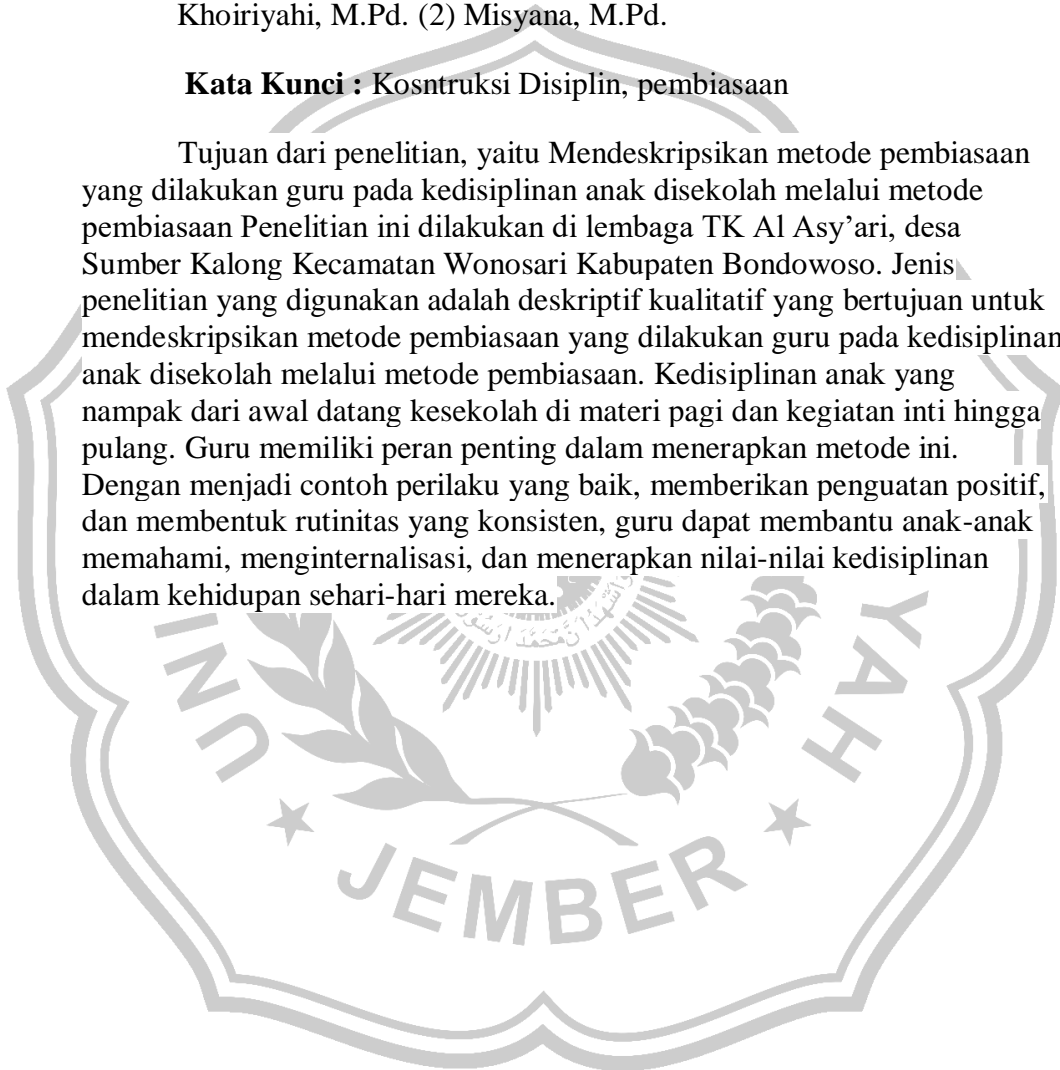 Khoiriyahi, M.Pd. (2) Misyana, M.Pd.
Kata Kunci : Kosntruksi Disiplin, pembiasaan
Tujuan dari penelitian, yaitu Mendeskripsikan metode pembiasaan
yang dilakukan guru pada kedisiplinan anak disekolah melalui metode
pembiasaan Penelitian ini dilakukan di lembaga TK Al Asy’ari, desa
Sumber Kalong Kecamatan Wonosari Kabupaten Bondowoso. Jenis
penelitian yang digunakan adalah deskriptif kualitatif yang bertujuan untuk
mendeskripsikan metode pembiasaan yang dilakukan guru pada kedisiplinan
anak disekolah melalui metode pembiasaan. Kedisiplinan anak yang
nampak dari awal datang kesekolah di materi pagi dan kegiatan inti hingga
pulang. Guru memiliki peran penting dalam menerapkan metode ini.
Dengan menjadi contoh perilaku yang baik, memberikan penguatan positif,
dan membentuk rutinitas yang konsisten, guru dapat membantu anak-anak
memahami, menginternalisasi, dan menerapkan nilai-nilai kedisiplinan
dalam kehidupan sehari-hari mereka.
UNI
YAH
JEMBER